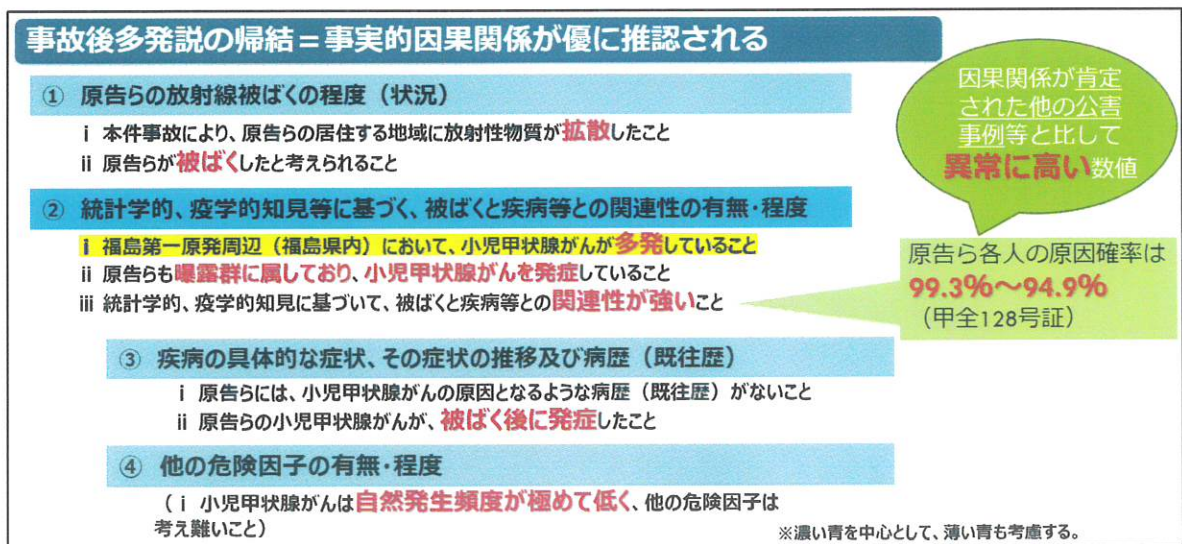 事故後多発説の帰結＝事実的因果関係が優に推認される
① 原告らの放射線被ばくの程度（状況）
ⅰ 本件事故により、原告らの居住する地域に放射性物質が拡散したこと
ⅱ 原告らが被ばくしたと考えられること
② 統計学的、疫学的知見等に基づく、被ばくと疾病等との関連性の有無・程度
ⅰ 福島第一原発周辺（福島県内）において、小児甲状腺がんが多発していること
ⅱ 原告らも曝露群に属しており、小児甲状腺がんを発症していること
ⅲ 統計学的、疫学的知見に基づいて、被ばくと疾病等との関連性が強いこと
③ 疾病の具体的な症状、その症状の推移及び病歴（既往歴）
ⅰ 原告らには、小児甲状腺がんの原因となるような病歴（既往歴）がないこと
ⅱ 原告らの小児甲状腺がんが、被ばく後に発症したこと
④ 他の危険因子の有無・程度
（ⅰ 小児甲状腺がんは自然発生頻度が極めて低く、他の危険因子は
考え難いこと）
因果関係が肯定
された他の公害
事例等と比して
異常に高い数値
原告ら各人の原因確率は
99.3%～94.9%
（甲全128号証）
※濃い青を中心として、薄い青も考慮する。